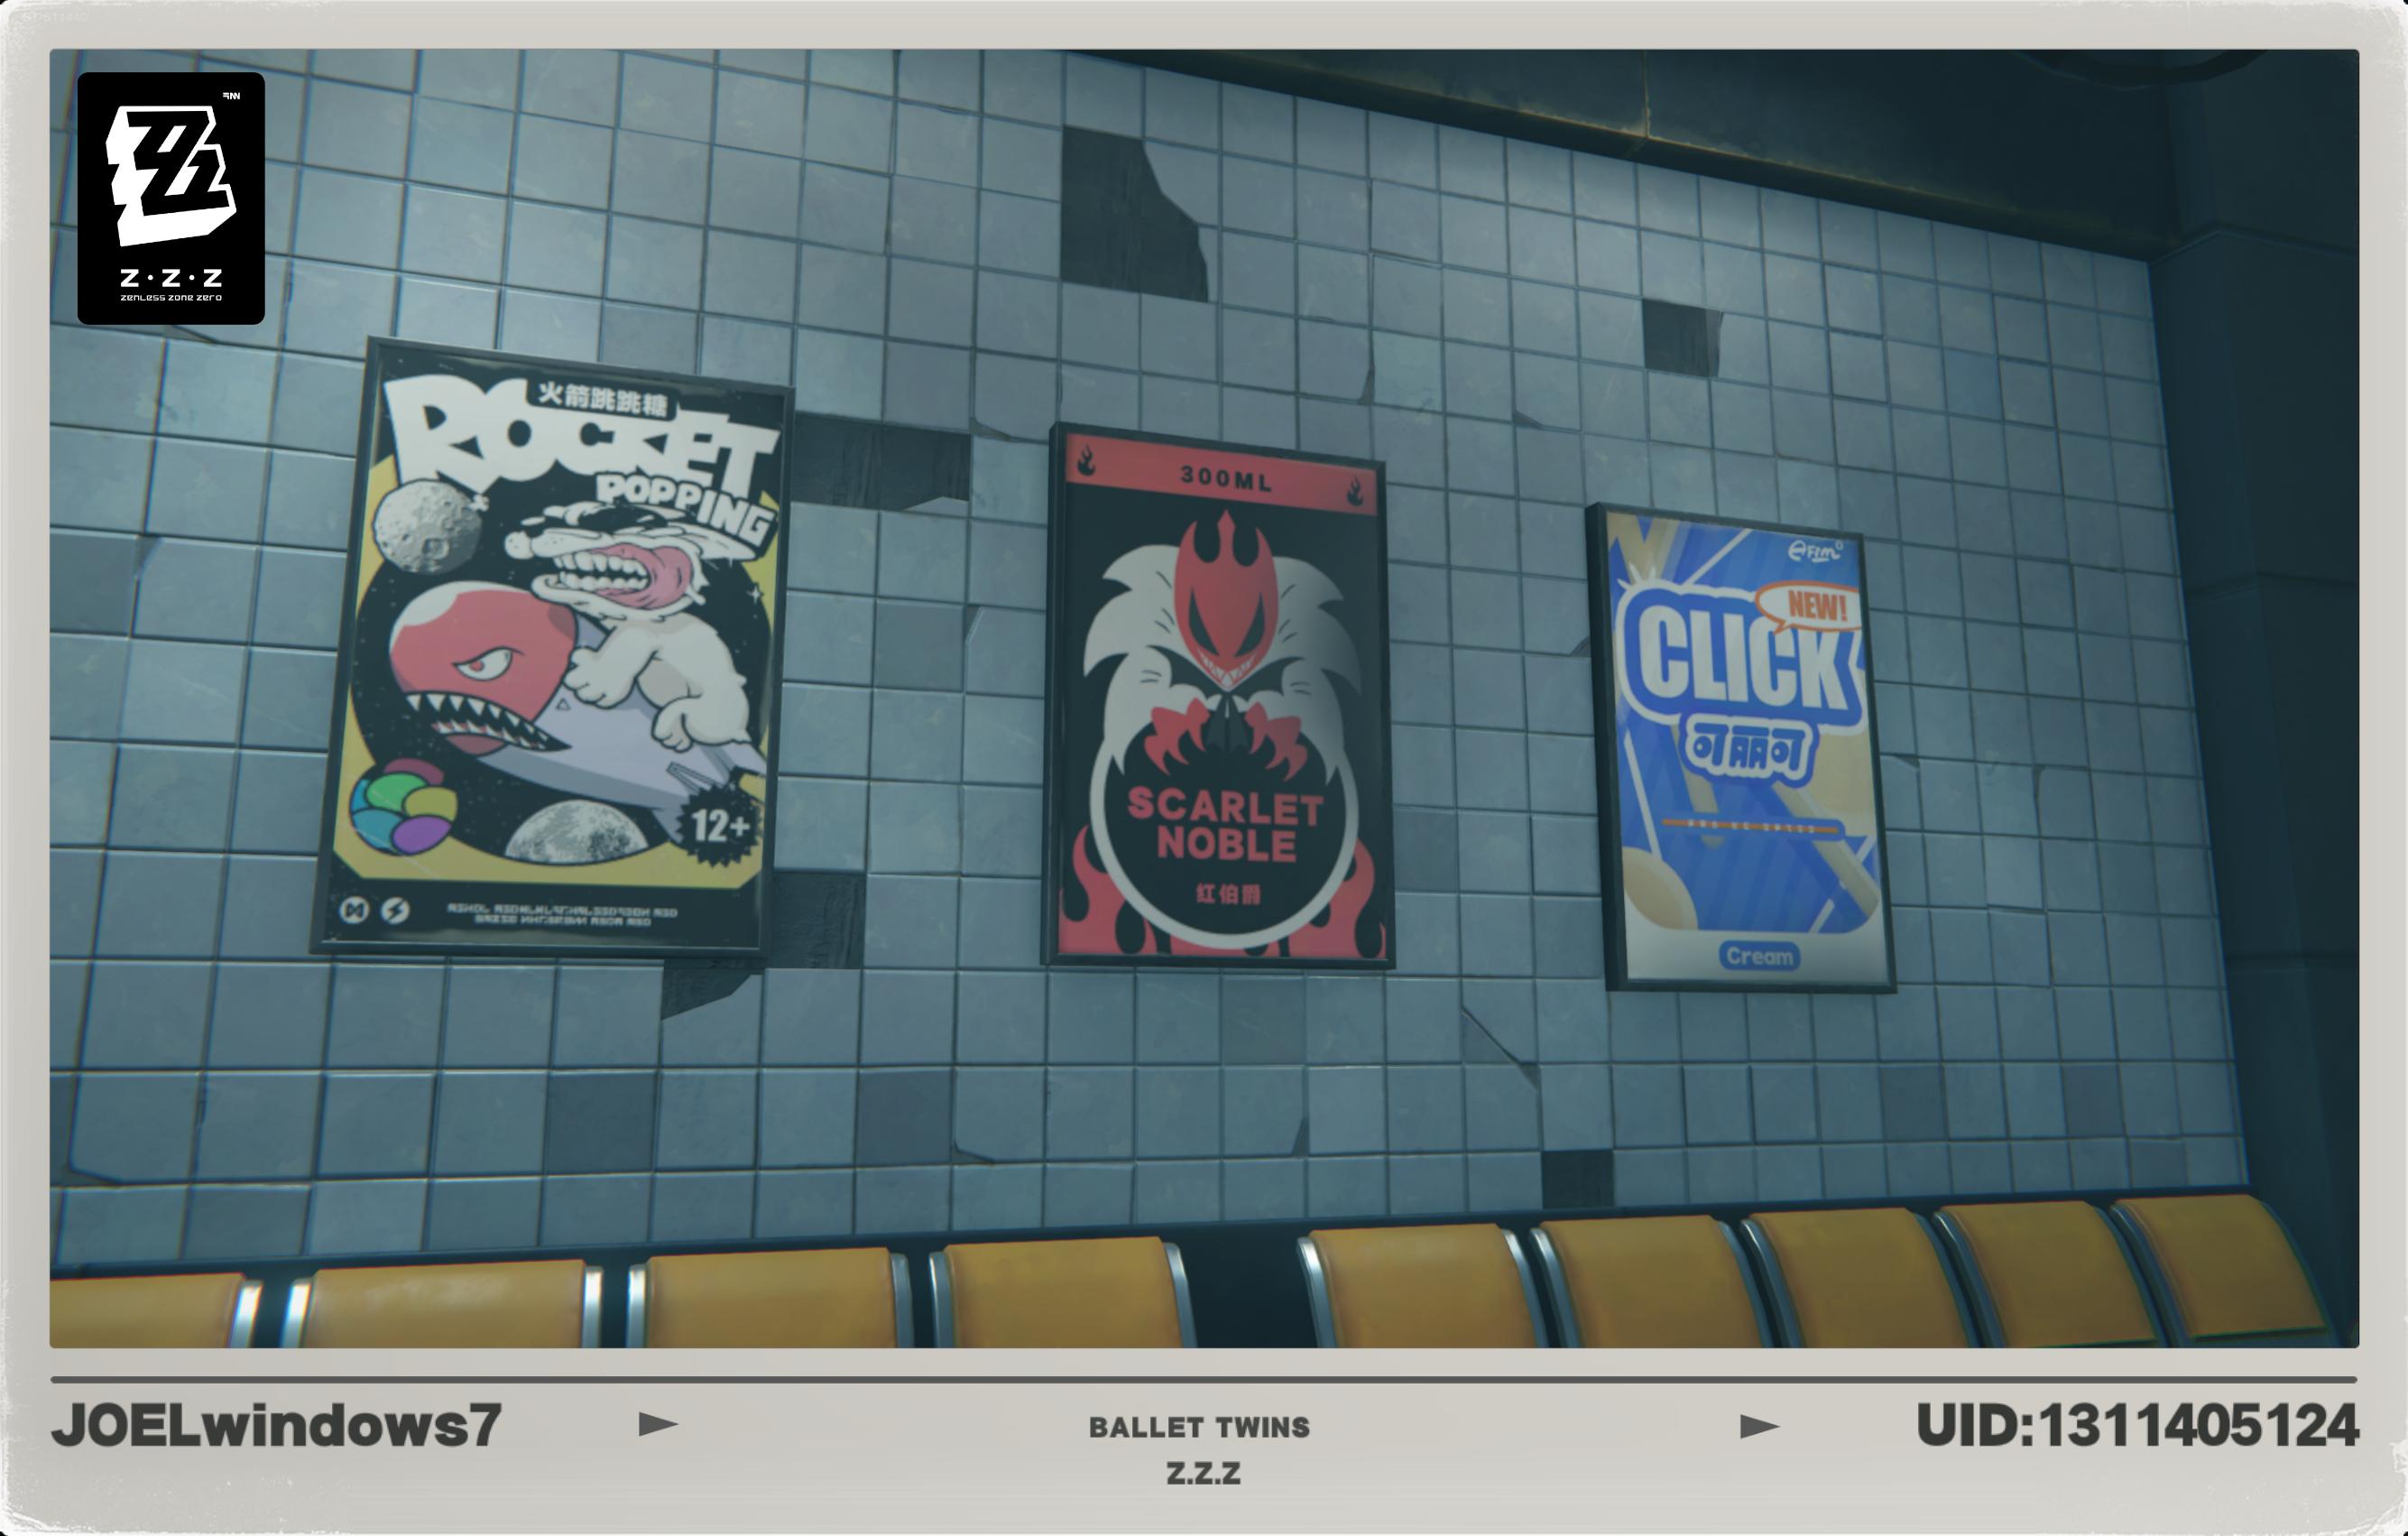 Z·Z·Z
ZENLESS ZONE ZERO
火箭跳跳糖
ROCKET
POPPING
12+
300ML
SCARLET
NOBLE
红伯爵
NEW!
CLICK
可丽可
Cream
JOELwindows7
BALLET TWINS
Z.Z.Z
UID:1311405124